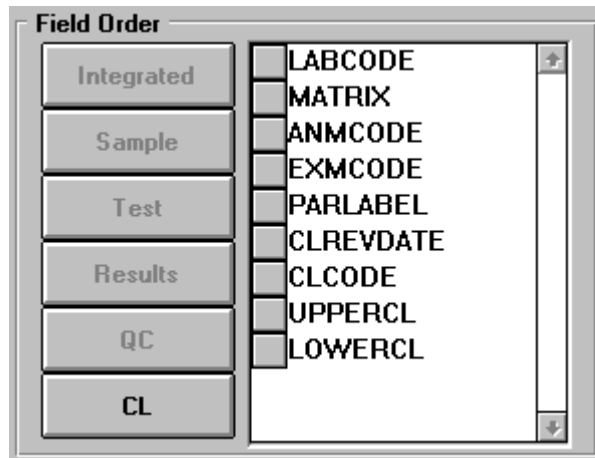 Field Order
Integrated
Sample
Test
Results
QC
CL
LABCODE
MATRIX
ANMCODE
EXMCODE
PARLABEL
CLREVDATE
CLCODE
UPPERCL
LOWERCL